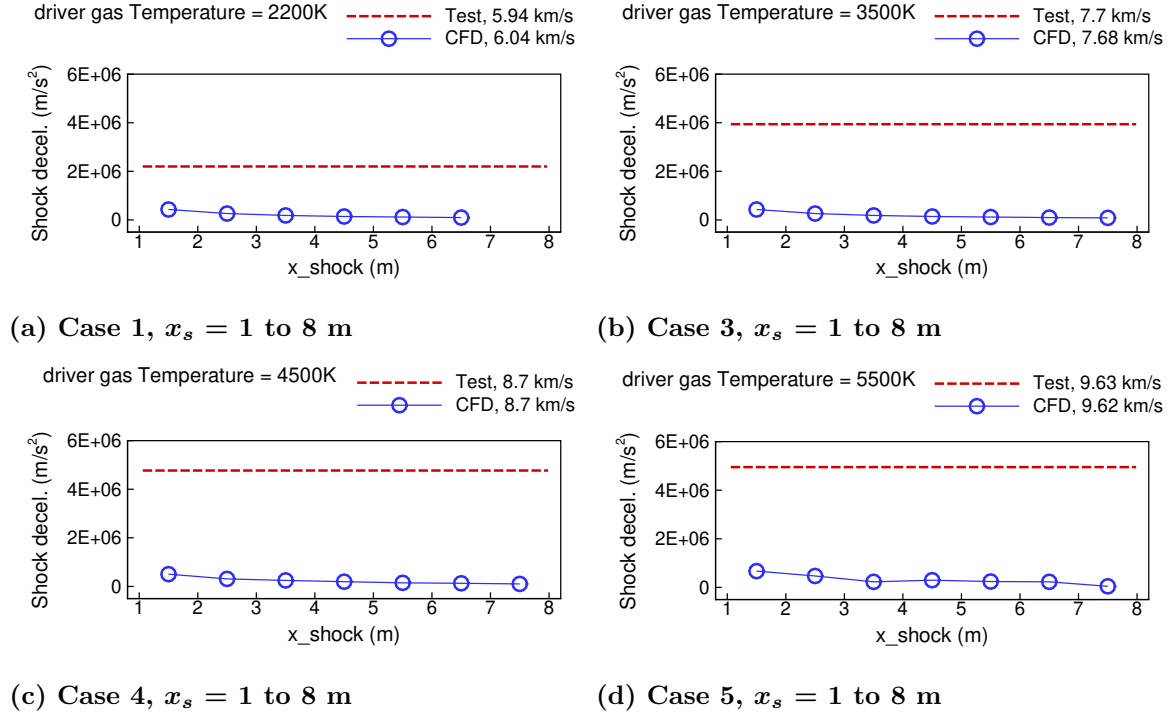 driver gas Temperature = 2200K
Test, 5.94 km/s
CFD, 6.04 km/s
Shock decel. (m/s²)
6E+06
4E+06
2E+06
0
1 2 3 4 5 6 7 8
x_shock (m)
(a) Case 1, xₛ = 1 to 8 m
driver gas Temperature = 3500K
Test, 7.7 km/s
CFD, 7.68 km/s
Shock decel. (m/s²)
6E+06
4E+06
2E+06
0
1 2 3 4 5 6 7 8
x_shock (m)
(b) Case 3, xₛ = 1 to 8 m
driver gas Temperature = 4500K
Test, 8.7 km/s
CFD, 8.7 km/s
Shock decel. (m/s²)
6E+06
4E+06
2E+06
0
1 2 3 4 5 6 7 8
x_shock (m)
(c) Case 4, xₛ = 1 to 8 m
driver gas Temperature = 5500K
Test, 9.63 km/s
CFD, 9.62 km/s
Shock decel. (m/s²)
6E+06
4E+06
2E+06
0
1 2 3 4 5 6 7 8
x_shock (m)
(d) Case 5, xₛ = 1 to 8 m